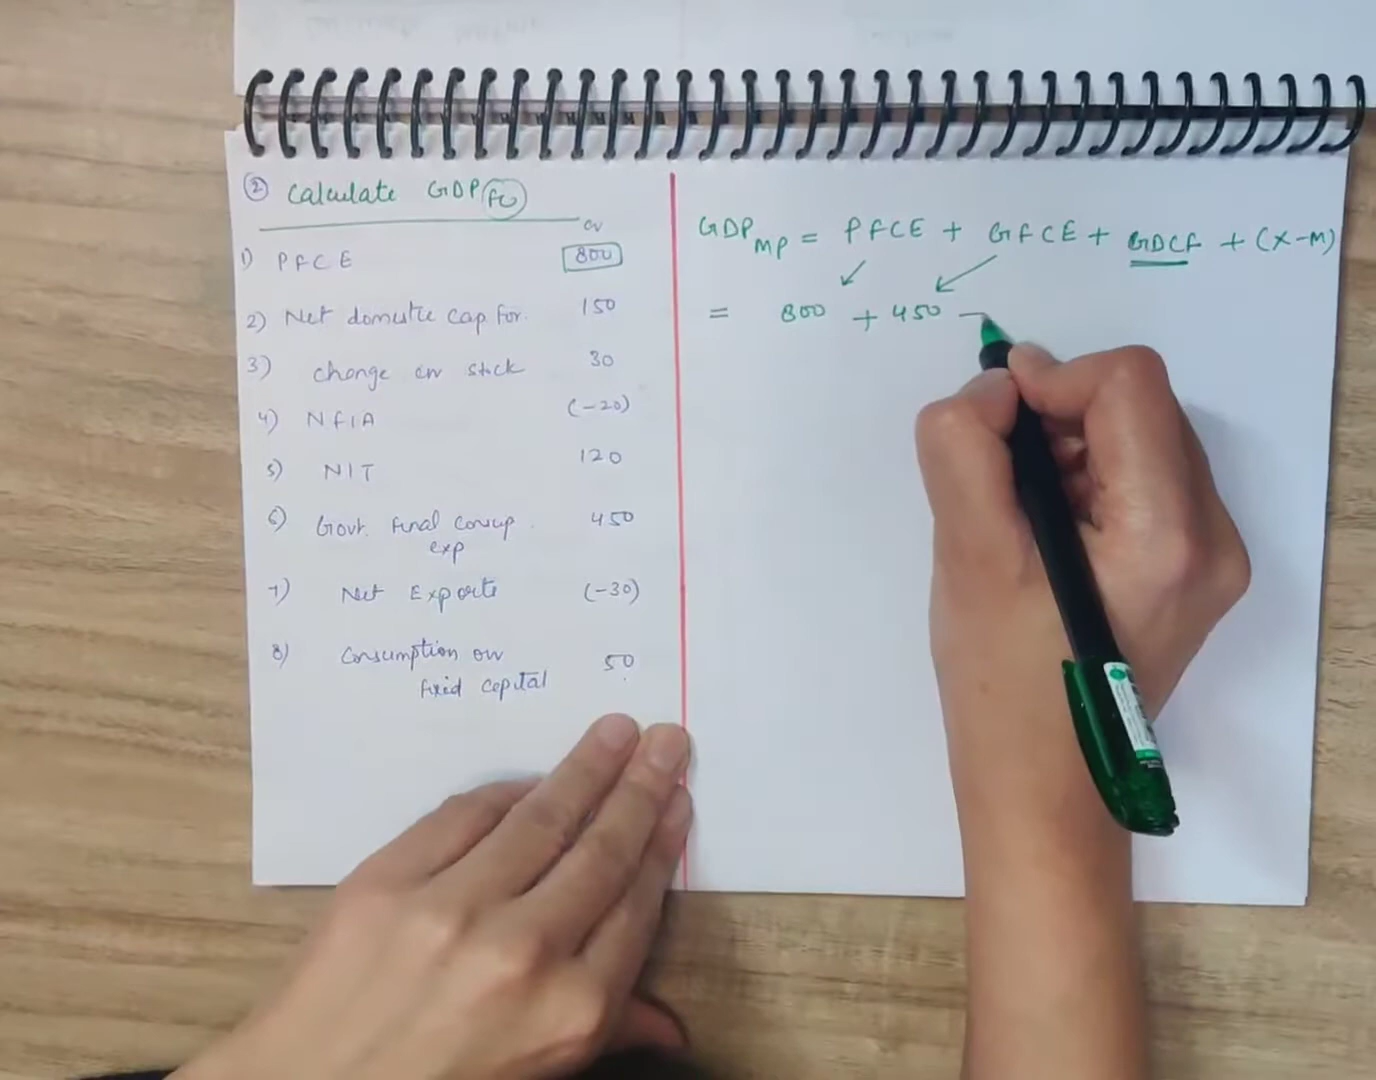 ② Calculate GDP fc
cr
1) PFCE 800
2) Net domestic cap for. 150
3) change in stock 30
4) NFIA (-20)
5) NIT 120
6) Govt. final consup. 450
exp
7) Net Exports (-30)
8) Consumption on 50
fixed capital
GDP MP = PFCE + GFCE + GDCF + (X-M)
= 800 + 450